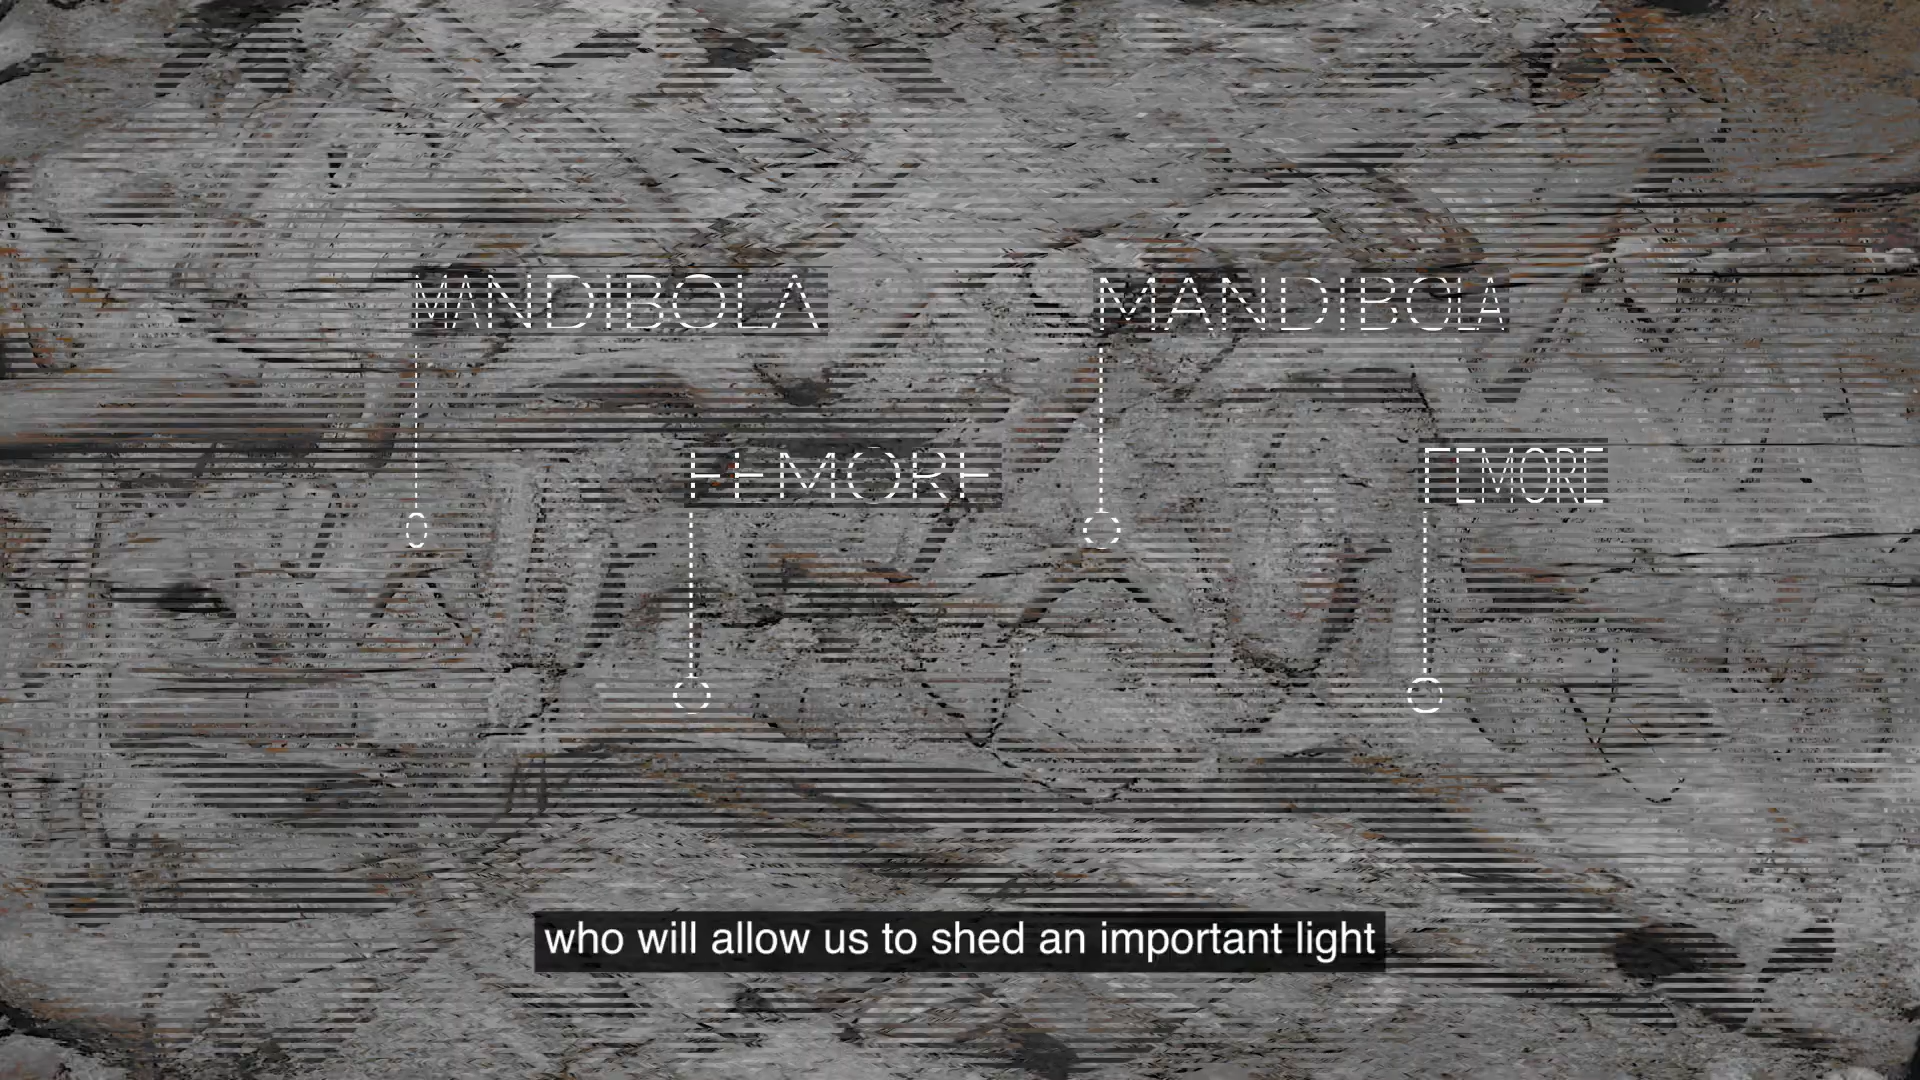 MANDIBOLA
MANDIBOLA
FEMORE
FEMORE
who will allow us to shed an important light